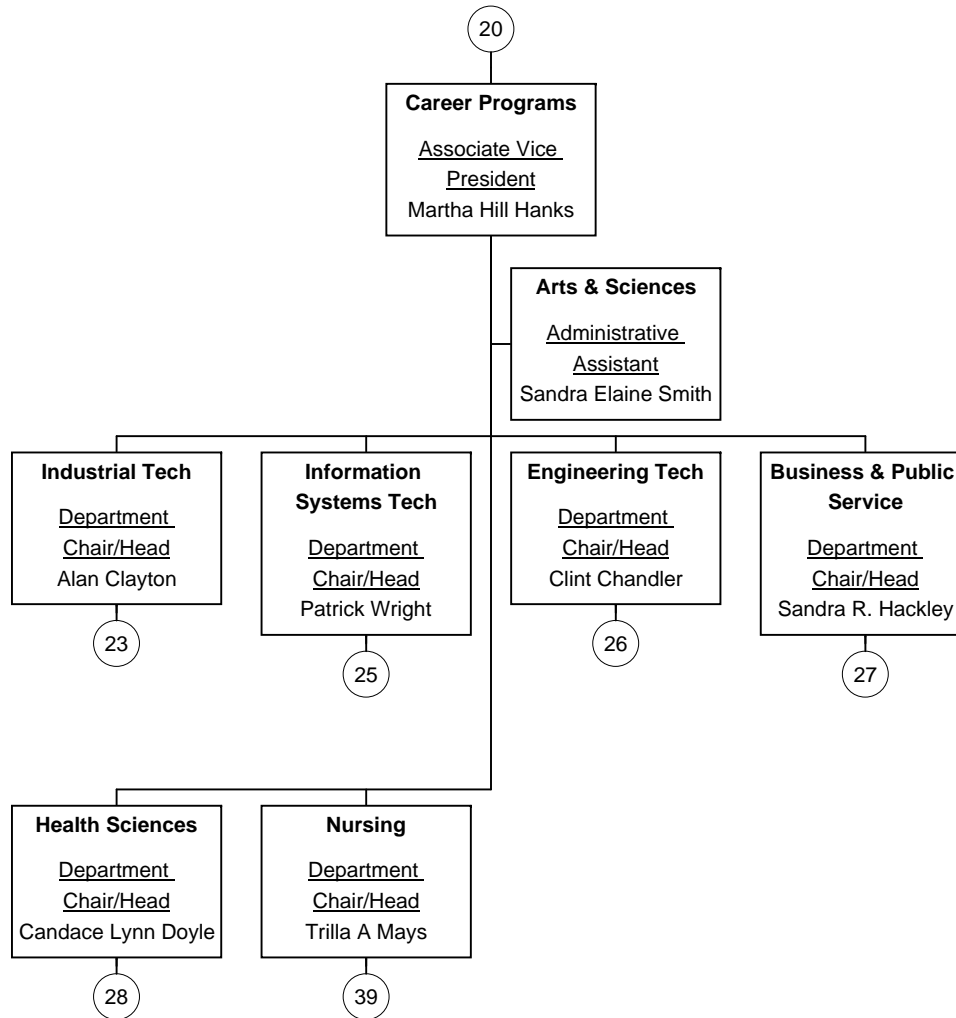 20
Career Programs
Associate Vice
President
Martha Hill Hanks
Arts & Sciences
Administrative
Assistant
Sandra Elaine Smith
Industrial Tech
Department
Chair/Head
Alan Clayton
23
Information
Systems Tech
Department
Chair/Head
Patrick Wright
25
Engineering Tech
Department
Chair/Head
Clint Chandler
26
Business & Public
Service
Department
Chair/Head
Sandra R. Hackley
27
Health Sciences
Department
Chair/Head
Candace Lynn Doyle
28
Nursing
Department
Chair/Head
Trilla A Mays
39